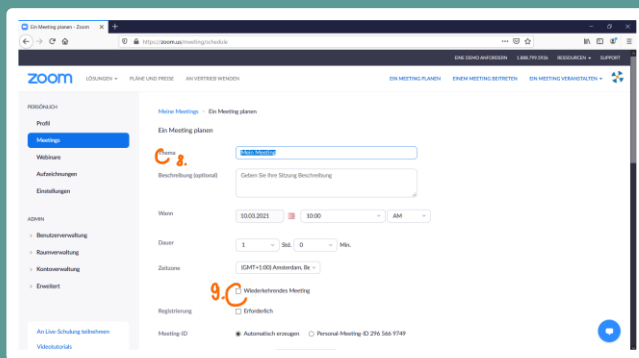 Ein Meeting planen - Zoom
https://zoom.us/meeting/schedule
EINE DEMO ANFORDERN 1.888.799.5926 RESSOURCEN SUPPORT
zoom LÖSUNGEN PLÄNE UND PREISE AN VERTRIEB WENDEN EIN MEETING PLANEN EINEM MEETING BEITRETEN EIN MEETING VERANSTALTEN
PERSÖNLICH
Profil
Meetings
Webinare
Aufzeichnungen
Einstellungen
ADMIN
Benutzerverwaltung
Raumverwaltung
Kontoverwaltung
Erweitert
An Live-Schulung teilnehmen
Videotutorials
Meine Meetings > Ein Meeting planen
Ein Meeting planen
Thema Mein Meeting
8.
Beschreibung (optional) Geben Sie Ihre Sitzung Beschreibung
Wann 10.03.2021 10:00 AM
Dauer 1 Std. 0 Min.
Zeitzone (GMT+1:00) Amsterdam, Be
9. Wiederkehrendes Meeting
Registrierung Erforderlich
Meeting-ID Automatisch erzeugen Personal-Meeting-ID 296 566 9749